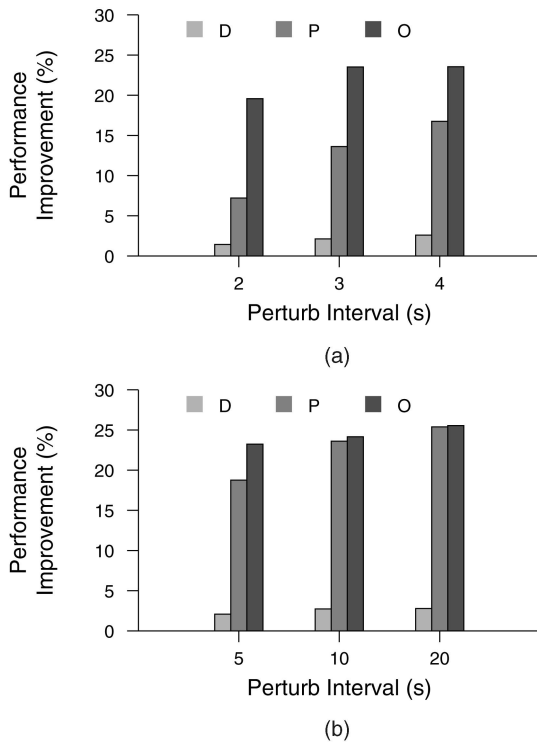 30
25
20
15
10
5
0
D P O
Performance
Improvement (%)
2 3 4
Perturb Interval (s)
(a)
30
25
20
15
10
5
0
D P O
Performance
Improvement (%)
5 10 20
Perturb Interval (s)
(b)